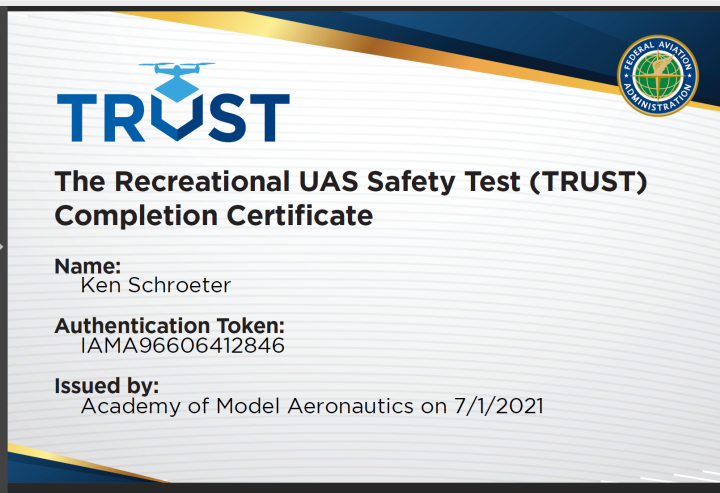 FEDERAL AVIATION
ADMINISTRATION
TRUST
The Recreational UAS Safety Test (TRUST)
Completion Certificate
Name:
Ken Schroeter
Authentication Token:
IAMA96606412846
Issued by:
Academy of Model Aeronautics on 7/1/2021